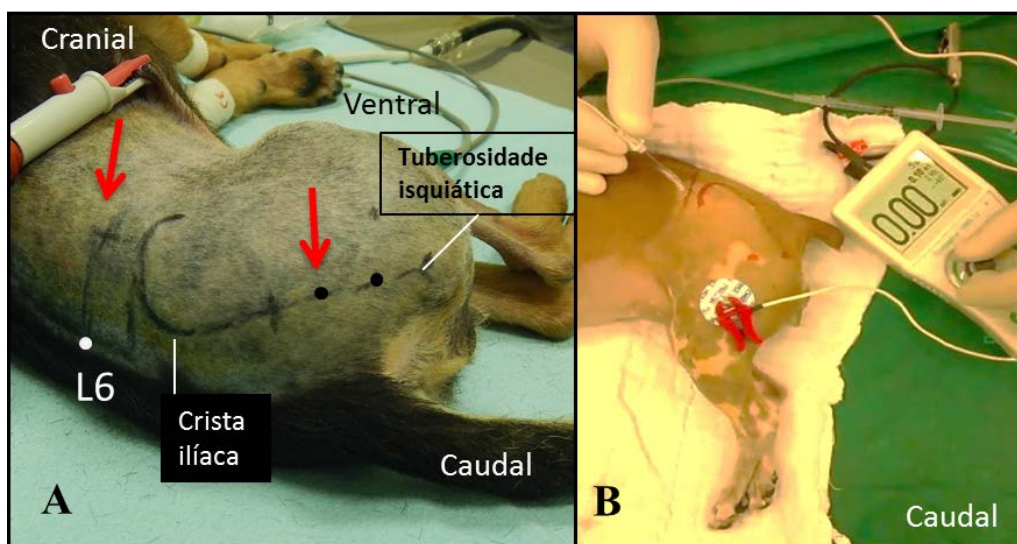 Cranial
Ventral
Tuberosidade
isquiática
L6
Crista
ilíaca
Caudal
A
0.00
B
Caudal